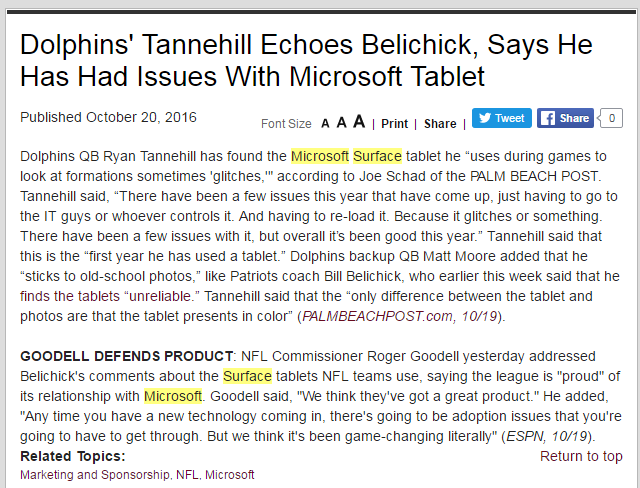 Dolphins' Tannehill Echoes Belichick, Says He
Has Had Issues With Microsoft Tablet
Published October 20, 2016
Font Size A A A | Print | Share | Tweet Share 0
Dolphins QB Ryan Tannehill has found the Microsoft Surface tablet he “uses during games to
look at formations sometimes 'glitches,'" according to Joe Schad of the PALM BEACH POST.
Tannehill said, “There have been a few issues this year that have come up, just having to go to
the IT guys or whoever controls it. And having to re-load it. Because it glitches or something.
There have been a few issues with it, but overall it’s been good this year.” Tannehill said that
this is the “first year he has used a tablet.” Dolphins backup QB Matt Moore added that he
“sticks to old-school photos,” like Patriots coach Bill Belichick, who earlier this week said that he
finds the tablets “unreliable.” Tannehill said that the “only difference between the tablet and
photos are that the tablet presents in color” (PALMBEACHPOST.com, 10/19).
GOODELL DEFENDS PRODUCT: NFL Commissioner Roger Goodell yesterday addressed
Belichick's comments about the Surface tablets NFL teams use, saying the league is "proud" of
its relationship with Microsoft. Goodell said, "We think they've got a great product." He added,
"Any time you have a new technology coming in, there's going to be adoption issues that you're
going to have to get through. But we think it's been game-changing literally" (ESPN, 10/19).
Related Topics: Return to top
Marketing and Sponsorship, NFL, Microsoft